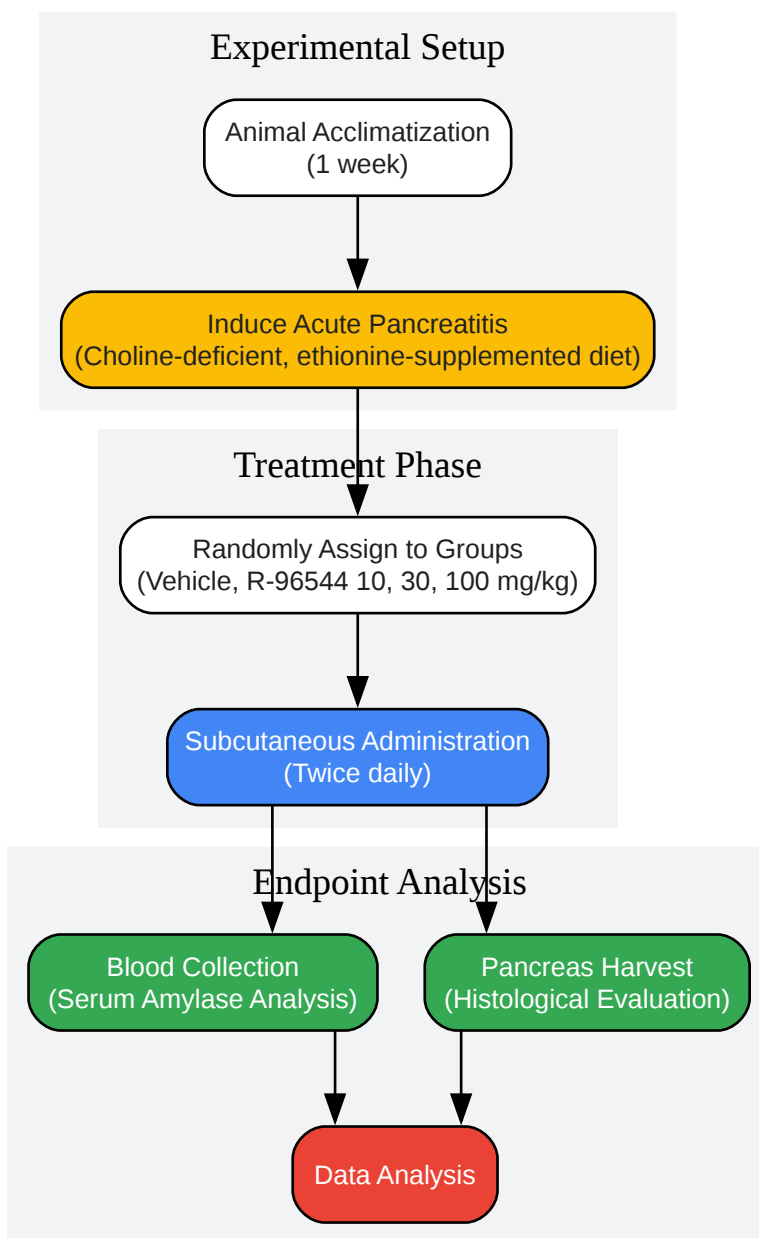 Experimental Setup
Animal Acclimatization
(1 week)
Induce Acute Pancreatitis
(Choline-deficient, ethionine-supplemented diet)
Treatment Phase
Randomly Assign to Groups
(Vehicle, R-96544 10, 30, 100 mg/kg)
Subcutaneous Administration
(Twice daily)
Endpoint Analysis
Blood Collection
(Serum Amylase Analysis)
Pancreas Harvest
(Histological Evaluation)
Data Analysis